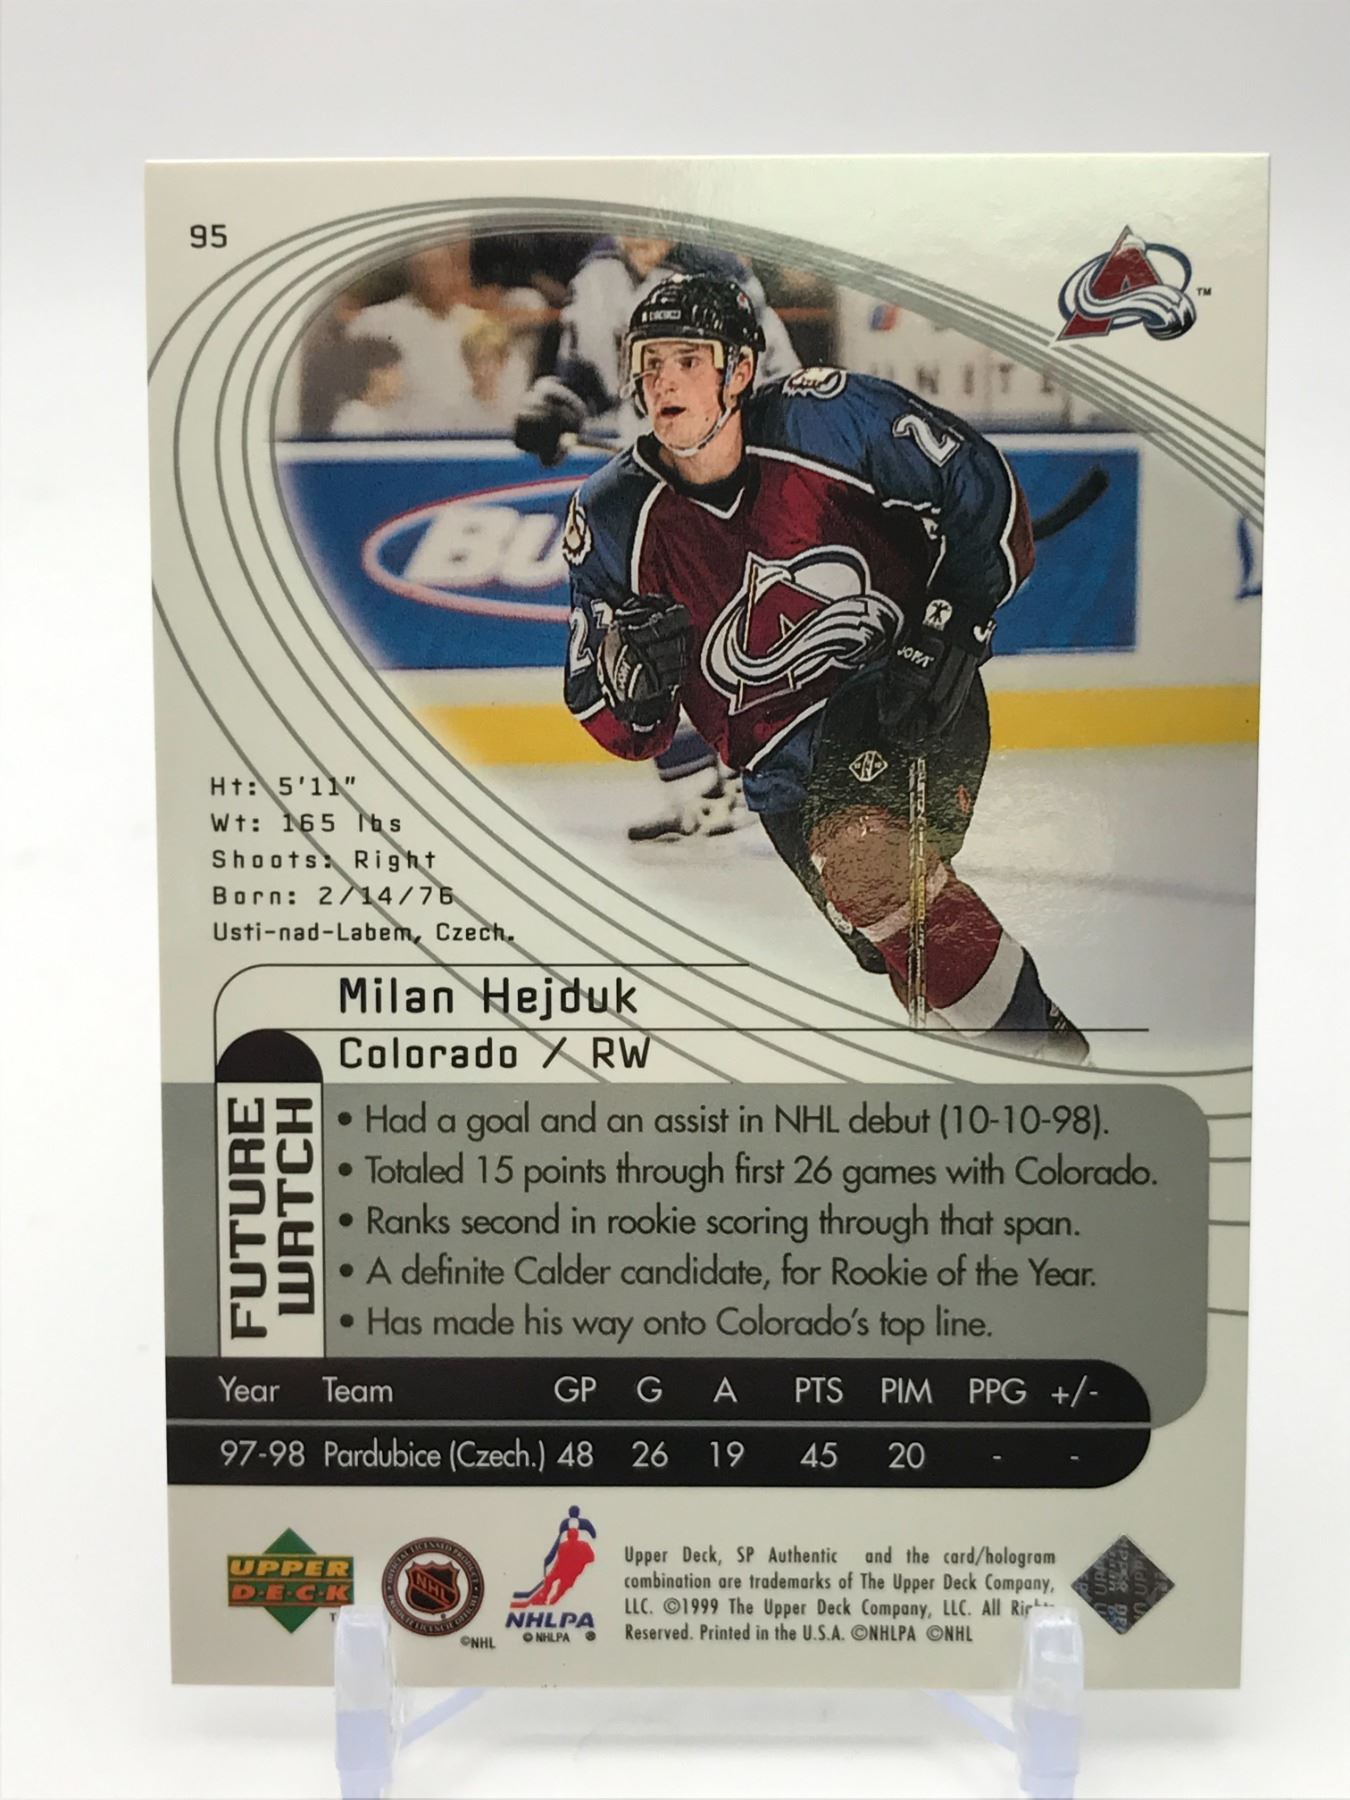 95
TM
UNITE
BU
2
2
JOFA
Ht: 5'11"
Wt: 165 lbs
Shoots: Right
Born: 2/14/76
Usti-nad-Labem, Czech.
Milan Hejduk
Colorado / RW
FUTURE
WATCH
• Had a goal and an assist in NHL debut (10-10-98).
• Totaled 15 points through first 26 games with Colorado.
• Ranks second in rookie scoring through that span.
• A definite Calder candidate, for Rookie of the Year.
• Has made his way onto Colorado's top line.
Year Team GP G A PTS PIM PPG +/-
97-98 Pardubice (Czech.) 48 26 19 45 20 - -
UPPER
D·E·C·K
NHL
©NHL
NHLPA
©NHLPA ®
Upper Deck, SP Authentic and the card/hologram
combination are trademarks of The Upper Deck Company,
LLC. ©1999 The Upper Deck Company, LLC. All
Reserved. Printed in the U.S.A. ©NHLPA ©NHL